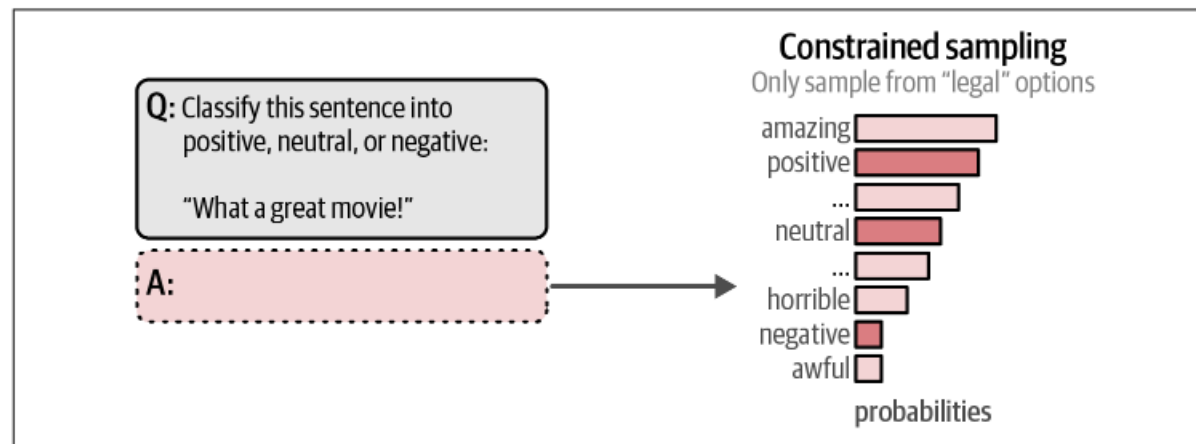 Q: Classify this sentence into
positive, neutral, or negative:
“What a great movie!”
A:
Constrained sampling
Only sample from “legal” options
amazing
positive
...
neutral
...
horrible
negative
awful
probabilities